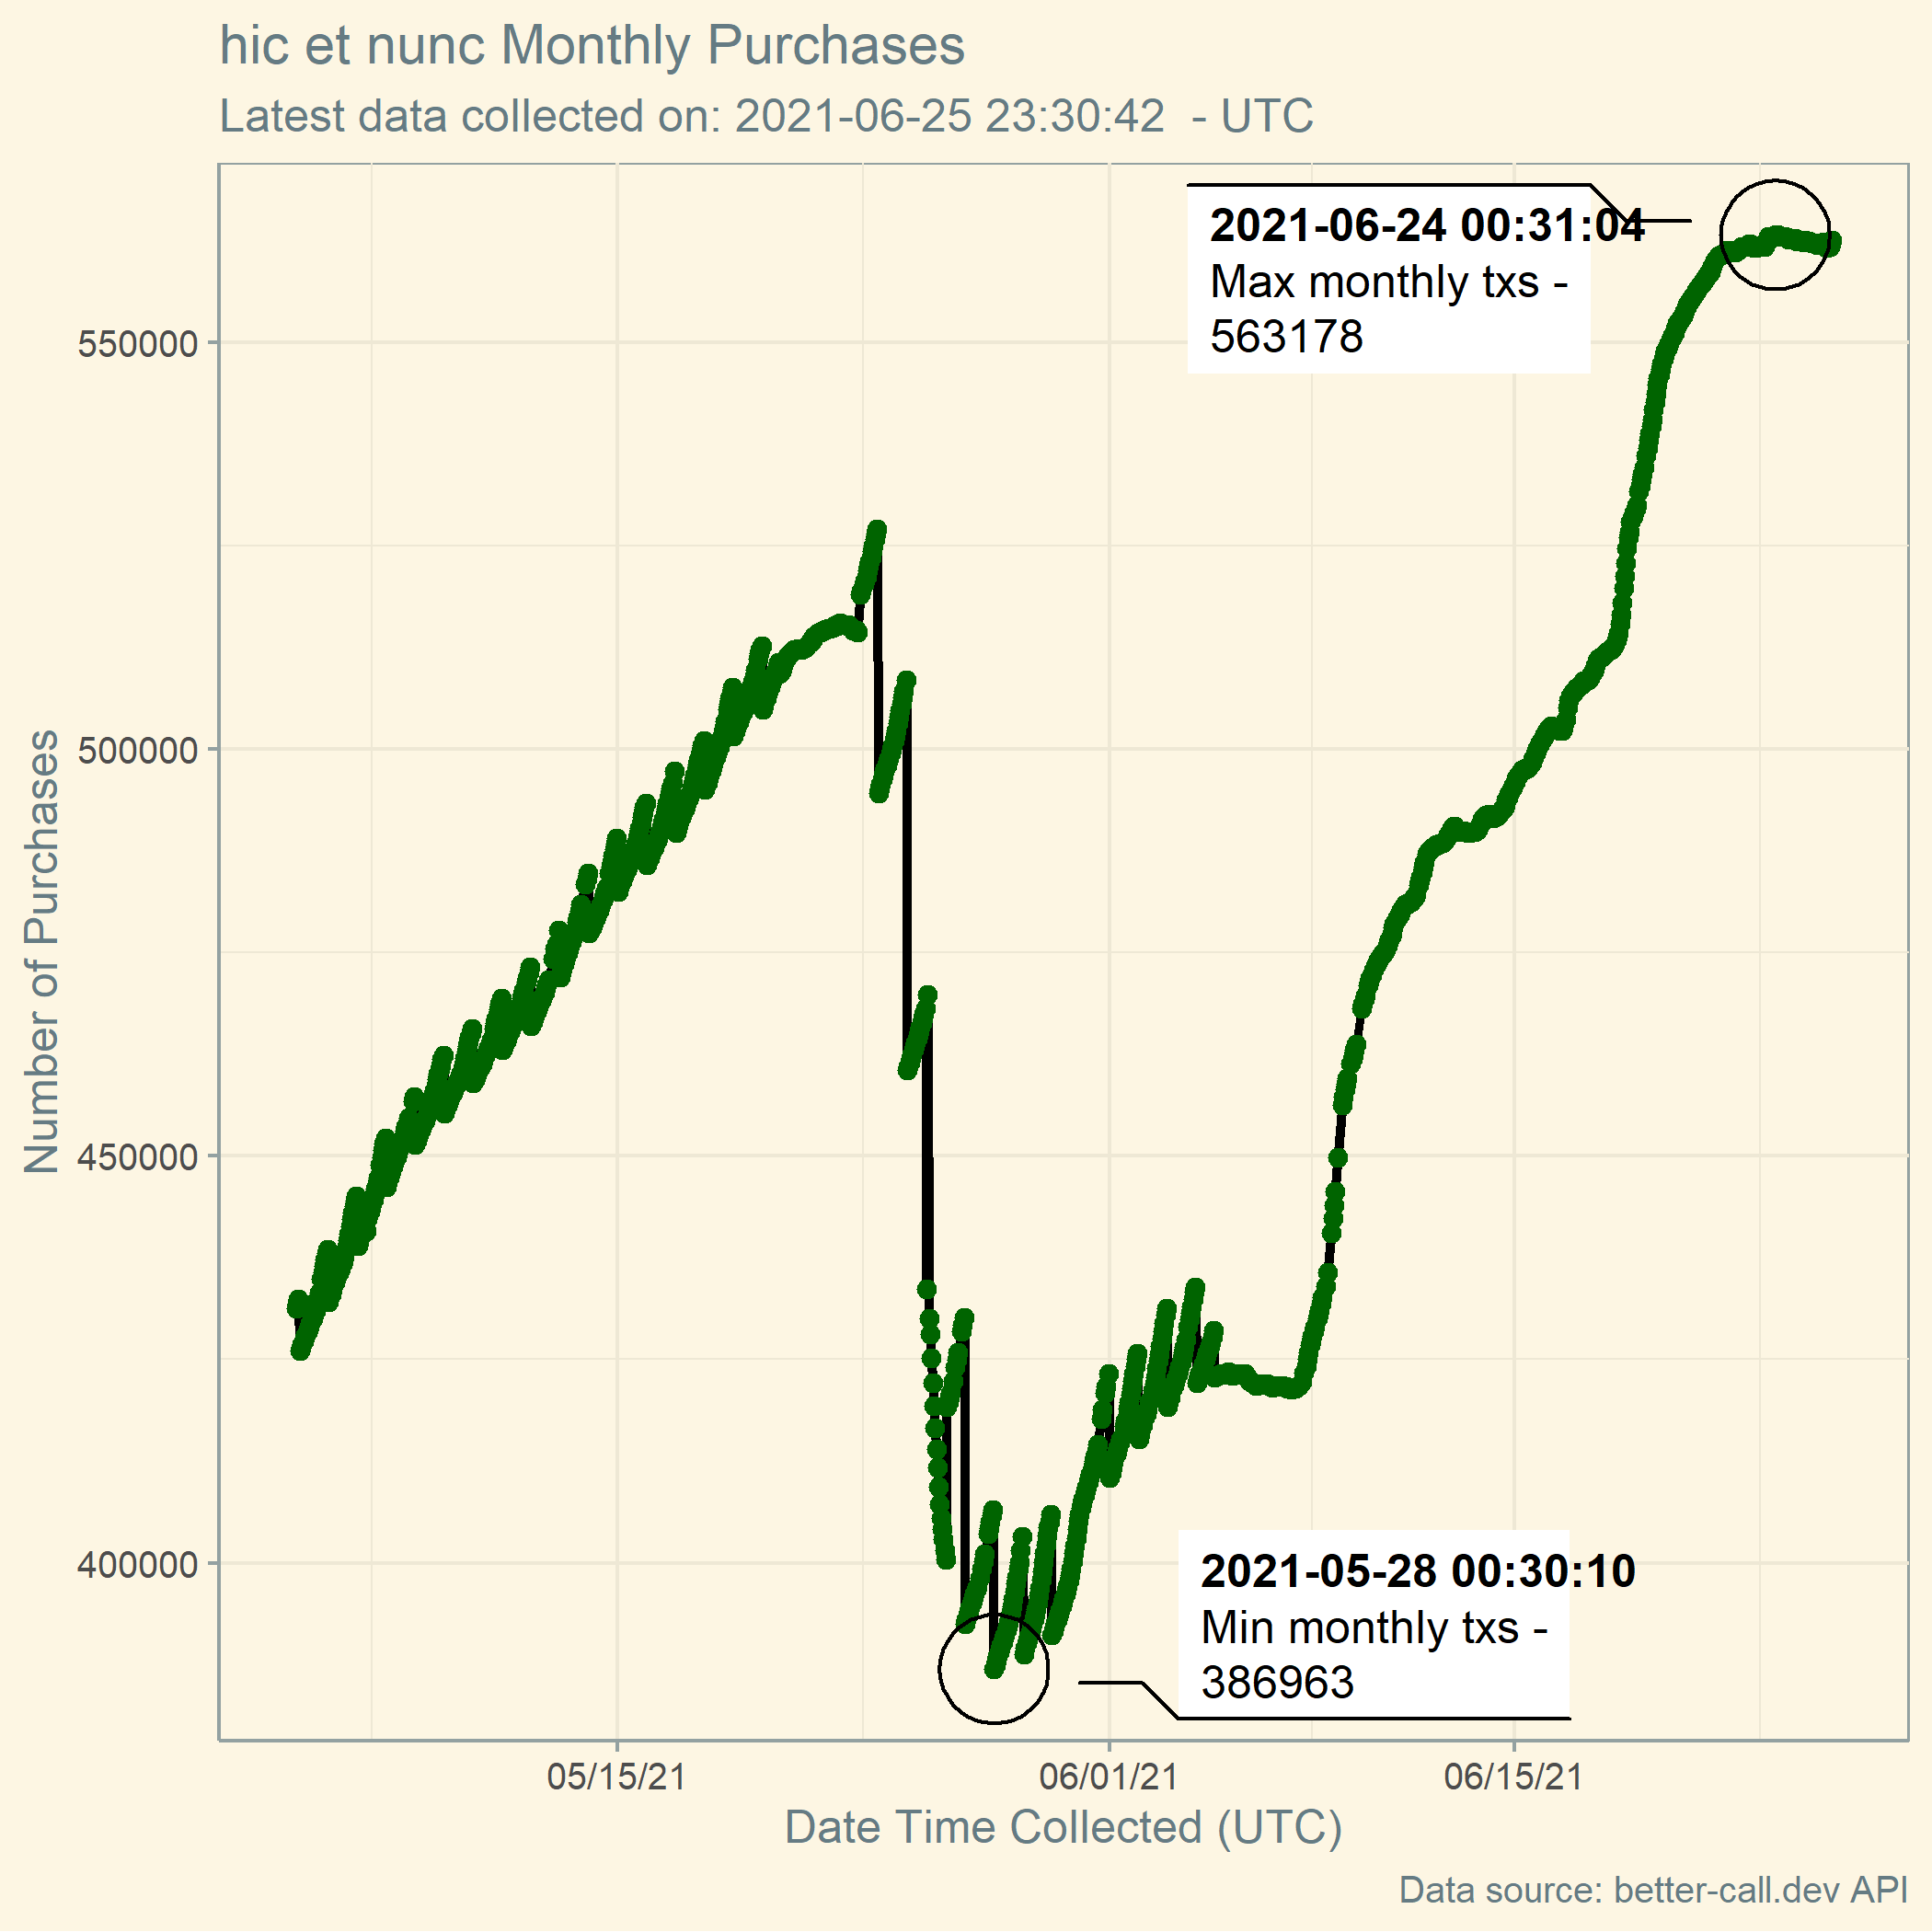 hic et nunc Monthly Purchases
Latest data collected on: 2021-06-25 23:30:42  - UTC
2021-06-24 00:31:04
Max monthly txs -
563178
550000
500000
450000
400000
Number of Purchases
2021-05-28 00:30:10
Min monthly txs -
386963
05/15/21
06/01/21
06/15/21
Date Time Collected (UTC)
Data source: better-call.dev API